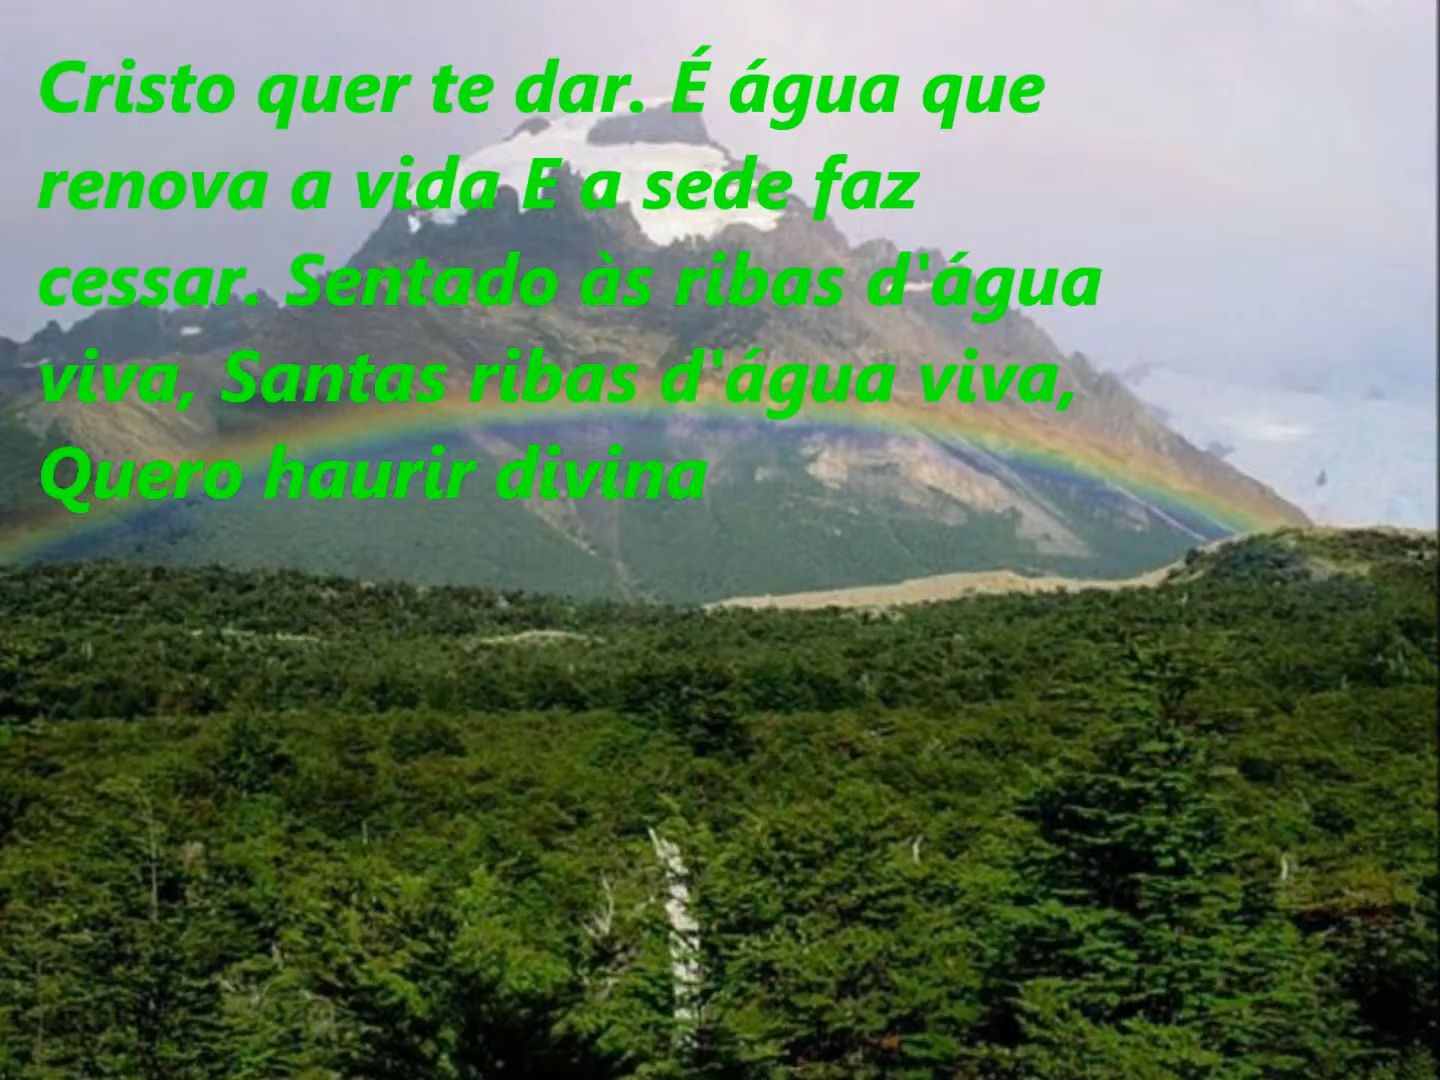 Cristo quer te dar. É água que
renova a vida E a sede faz
cessar. Sentado às ribas d'água
viva, Santas ribas d'água viva,
Quero haurir divina